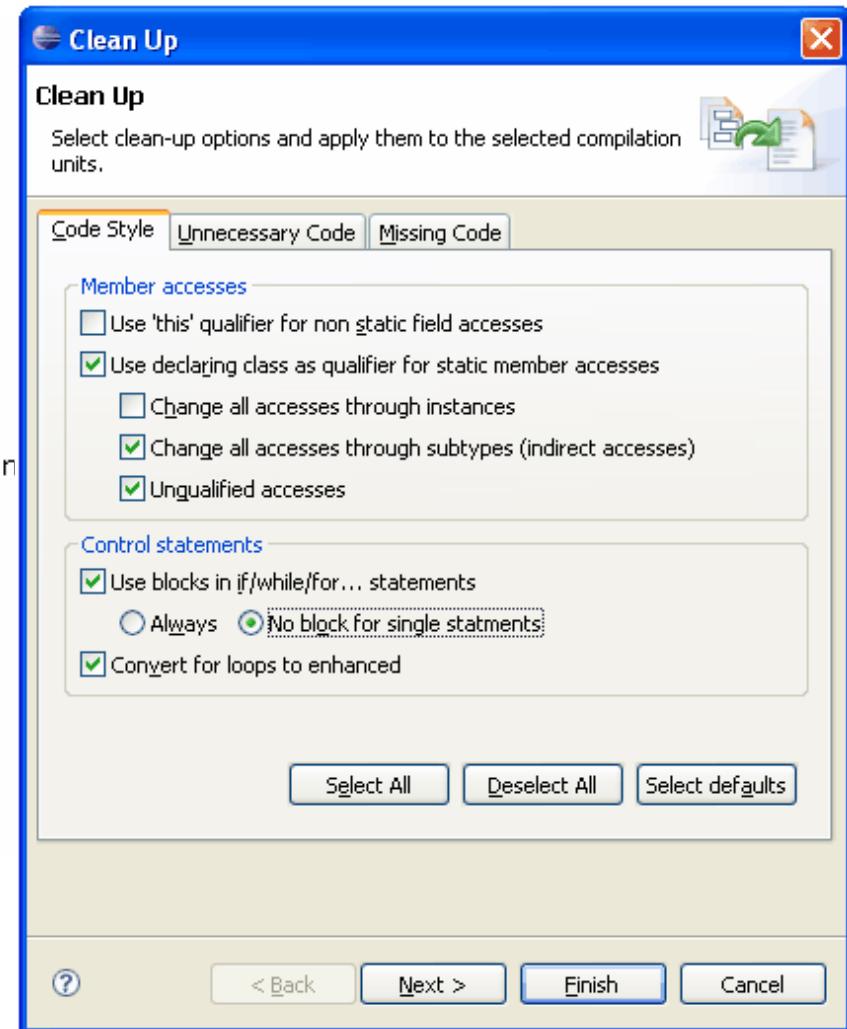 Clean Up
Clean Up
Select clean-up options and apply them to the selected compilation
units.
Code Style Unnecessary Code Missing Code
Member accesses
Use 'this' qualifier for non static field accesses
Use declaring class as qualifier for static member accesses
Change all accesses through instances
Change all accesses through subtypes (indirect accesses)
n
Unqualified accesses
Control statements
Use blocks in if/while/for... statements
Always No block for single statments
Convert for loops to enhanced
Select All Deselect All Select defaults
? < Back Next > Finish Cancel